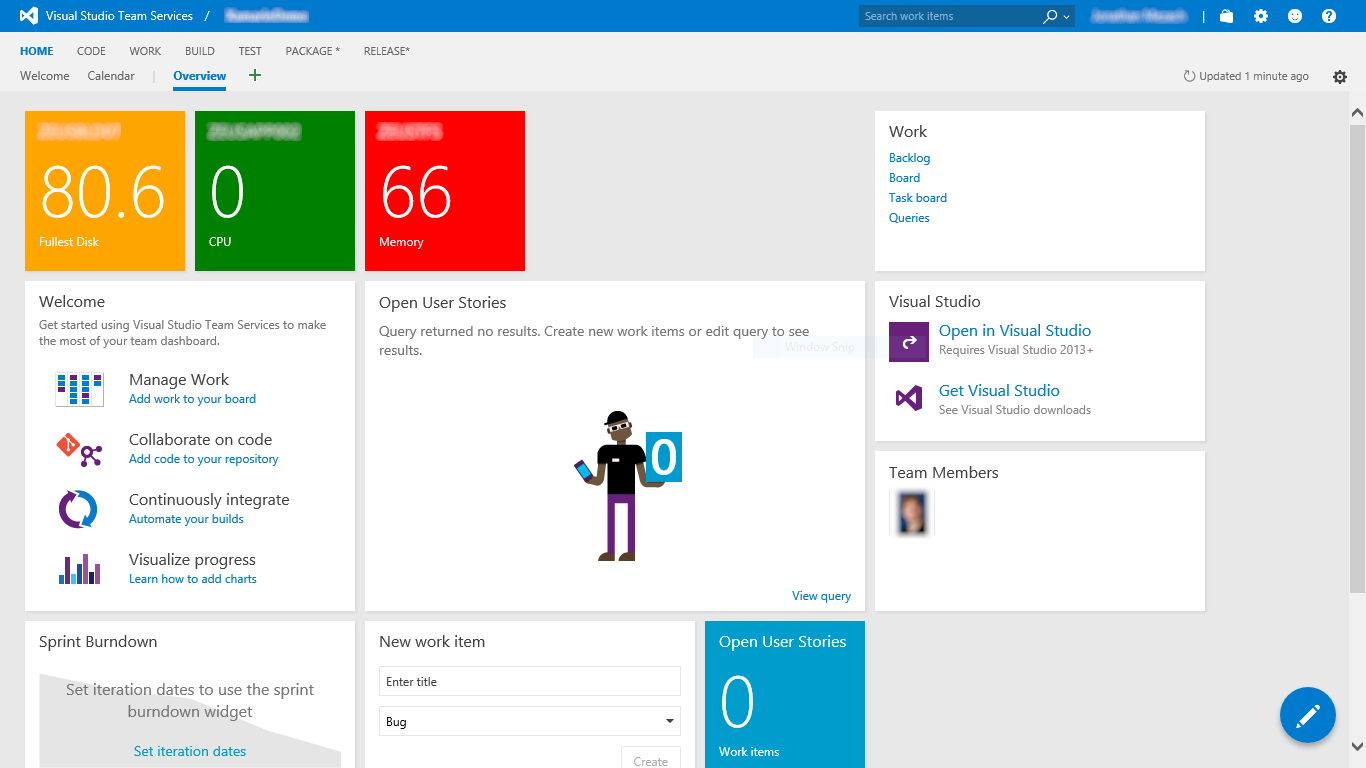 Visual Studio Team Services /
Search work items
HOME CODE WORK BUILD TEST PACKAGE * RELEASE*
Welcome Calendar | Overview +
Updated 1 minute ago
80.6
Fullest Disk
0
CPU
66
Memory
Work
Backlog
Board
Task board
Queries
Welcome
Get started using Visual Studio Team Services to make
the most of your team dashboard.
Manage Work
Add work to your board
Collaborate on code
Add code to your repository
Continuously integrate
Automate your builds
Visualize progress
Learn how to add charts
Open User Stories
Query returned no results. Create new work items or edit query to see
results.
Window Snip
0
View query
Visual Studio
Open in Visual Studio
Requires Visual Studio 2013+
Get Visual Studio
See Visual Studio downloads
Team Members
Sprint Burndown
Set iteration dates to use the sprint
burndown widget
Set iteration dates
New work item
Enter title
Bug
Create
Open User Stories
0
Work items